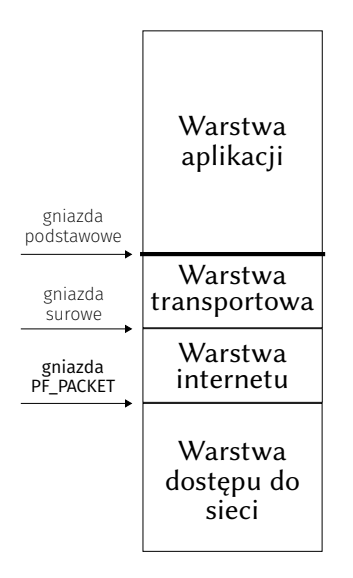 Warstwa
aplikacji
gniazda
podstawowe
Warstwa
transportowa
gniazda
surowe
Warstwa
internetu
gniazda
PF_PACKET
Warstwa
dostępu do
sieci